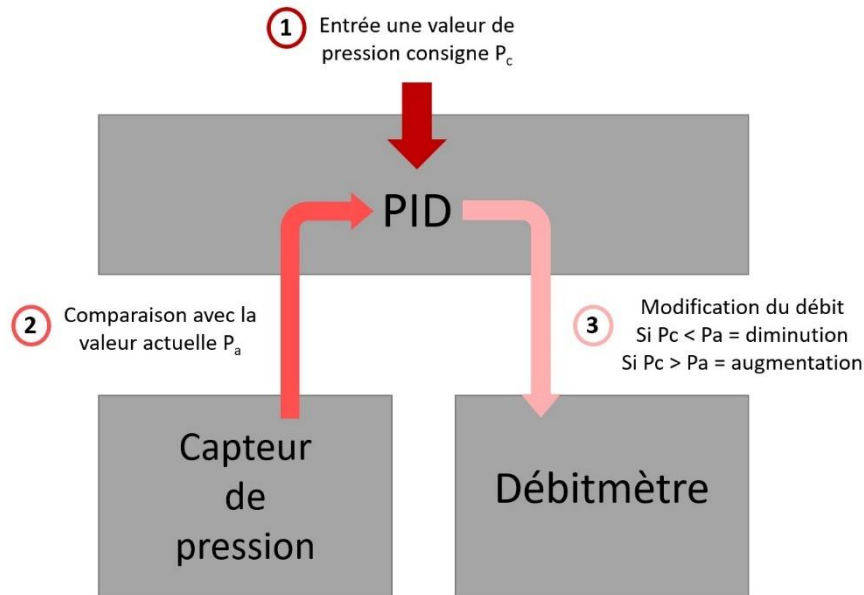 1
Entrée une valeur de
pression consigne Pc
PID
2
Comparaison avec la
valeur actuelle Pa
3
Modification du débit
Si Pc < Pa = diminution
Si Pc > Pa = augmentation
Capteur
de
pression
Débitmètre